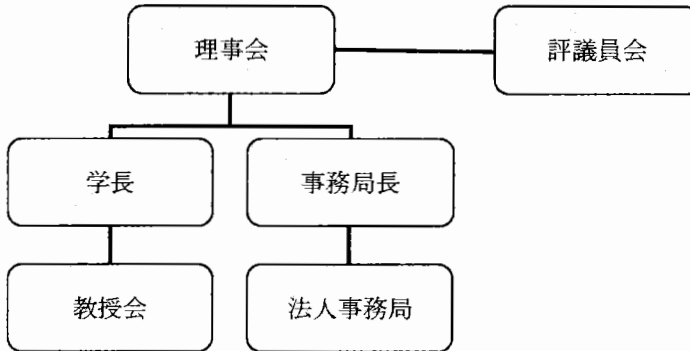 理事会
評議員会
学長
事務局長
教授会
法人事務局